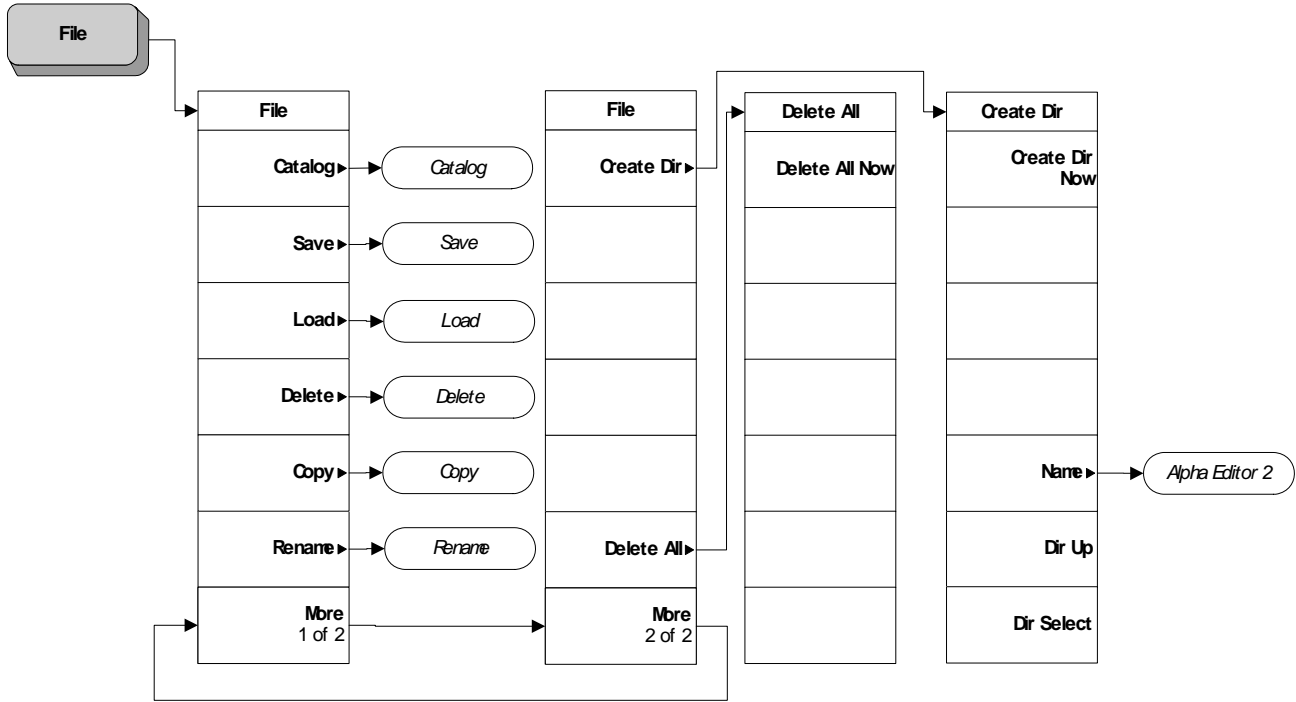 File
File
Catalog
Catalog
Save
Save
Load
Load
Delete
Delete
Copy
Copy
Rename
Rename
More
1 of 2
File
Create Dir
Delete All
More
2 of 2
Delete All
Delete All Now
Create Dir
Create Dir
Now
Name
Alpha Editor 2
Dir Up
Dir Select